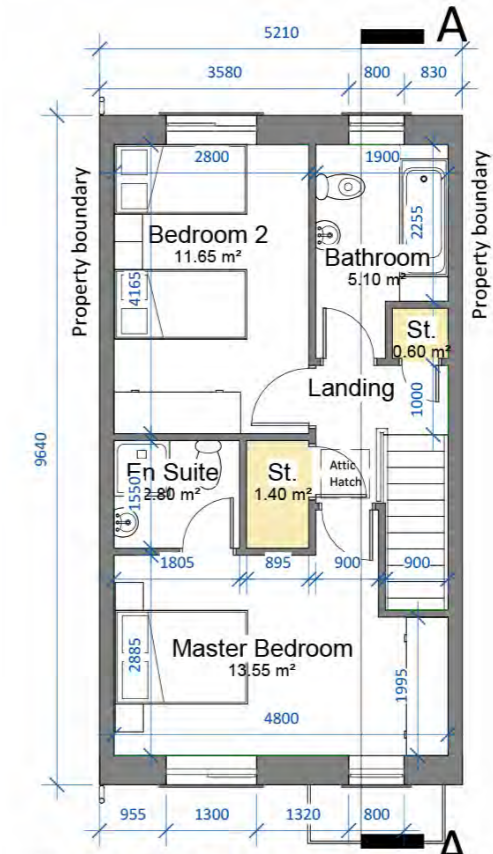 A
5210
3580
800
830
Property boundary
Property boundary
9640
2800
1900
2255
Bedroom 2
11.65 m²
Bathroom
5.10 m²
4165
St.
0.60 m²
Landing
1000
En Suite
2.80 m²
1550
St.
1.40 m²
Attic
Hatch
1805
895
900
900
Master Bedroom
13.55 m²
2885
1995
4800
955
1300
1320
800
A